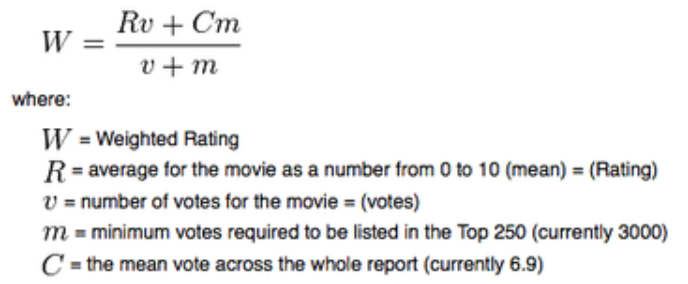 W = Rv + Cm / v + m
where:
W = Weighted Rating
R = average for the movie as a number from 0 to 10 (mean) = (Rating)
v = number of votes for the movie = (votes)
m = minimum votes required to be listed in the Top 250 (currently 3000)
C = the mean vote across the whole report (currently 6.9)